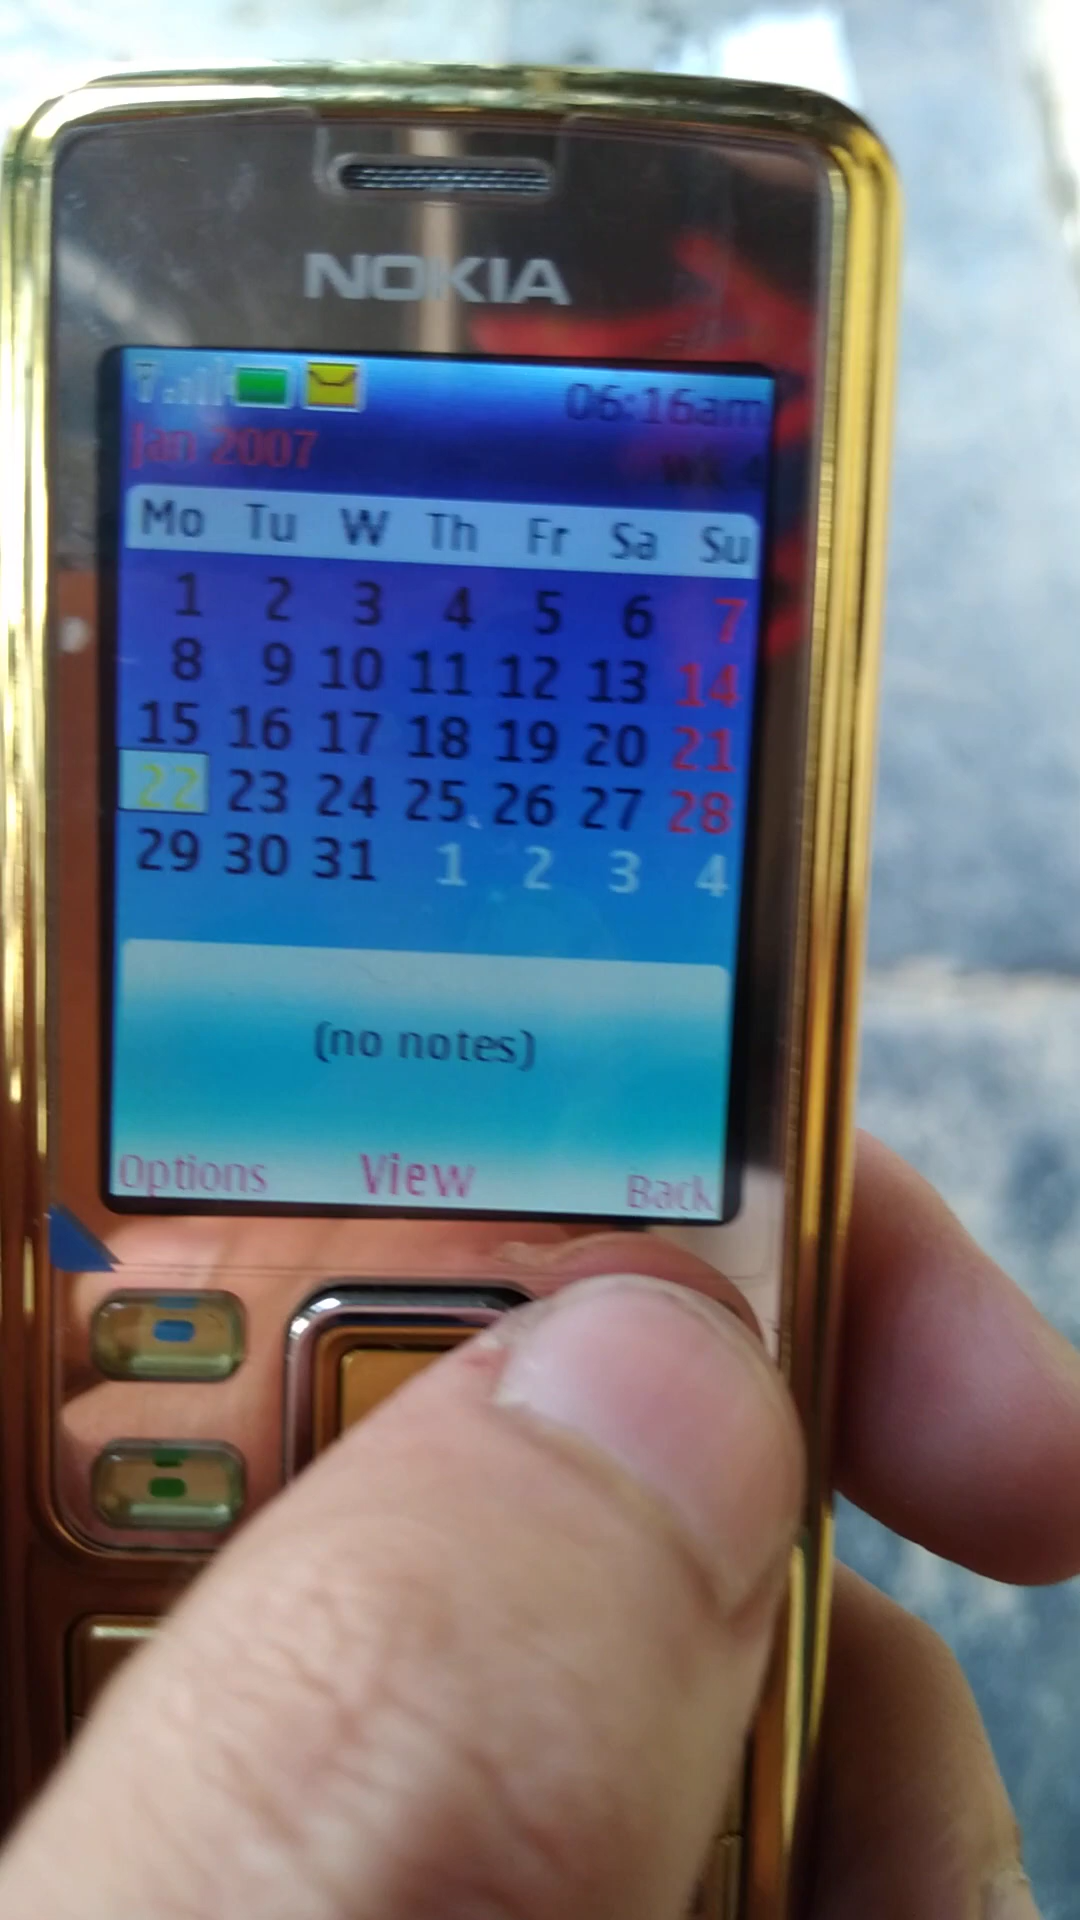 NOKIA
06:16am
Jan 2007 wk 4
Mo Tu W Th Fr Sa Su
1 2 3 4 5 6 7
8 9 10 11 12 13 14
15 16 17 18 19 20 21
22 23 24 25 26 27 28
29 30 31 1 2 3 4
(no notes)
Options View Back